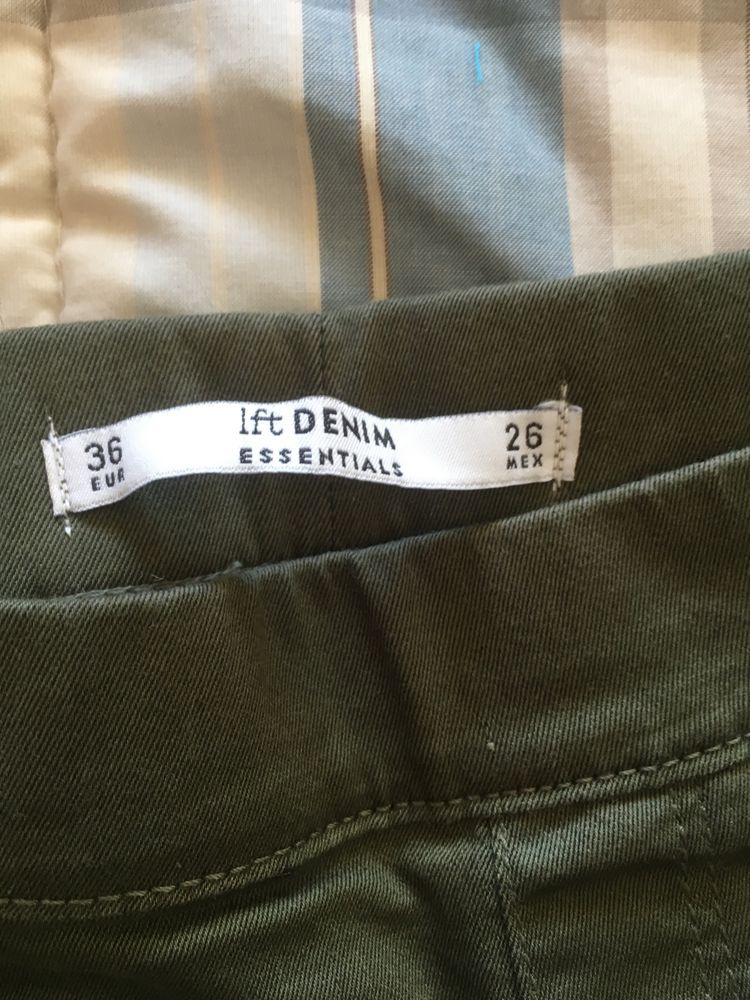 36
EUR
lft DENIM
ESSENTIALS
26
MEX